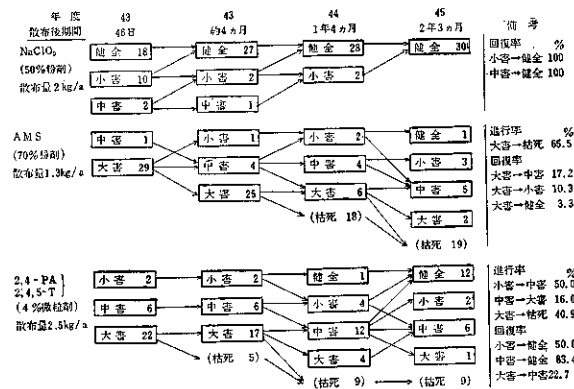 年度 43 43 44 45 備考
散布後期間 46日 約4ヵ月 1年4ヵ月 2年3ヵ月
NaClO₃ 健全 18 健全 27 健全 28 健全 30 回復率 %
(50%粉剤) 小害 10 小害 2 小害 2 小害→健全 100
散布量2kg/a 中害 2 中害 1 中害→健全 100
AMS 中害 1 小害 1 小害 2 健全 1 進行率 %
(70%粉剤) 大害 29 中害 4 中害 4 小害 3 大害→枯死 65.5
散布量1.3kg/a 大害 25 大害 6 中害 5 回復率
大害→中害 17.2
大害→小害 10.3
(枯死 18) 大害 2 大害→健全 3.3
(枯死 19)
2,4-PA 小害 2 小害 2 健全 1 健全 12 進行率 %
2,4,5-T 中害 6 中害 6 小害 4 小害 2 小害→中害 50.0
(4%微粒剤) 大害 22 大害 17 中害 12 中害 6 中害→大害 16.6
散布量2.5kg/a (枯死 5) 大害 4 大害 1 大害→枯死 40.9
回復率
小害→健全 50.0
(枯死 9) (枯死 9) 中害→健全 83.4
大害→中害 22.7